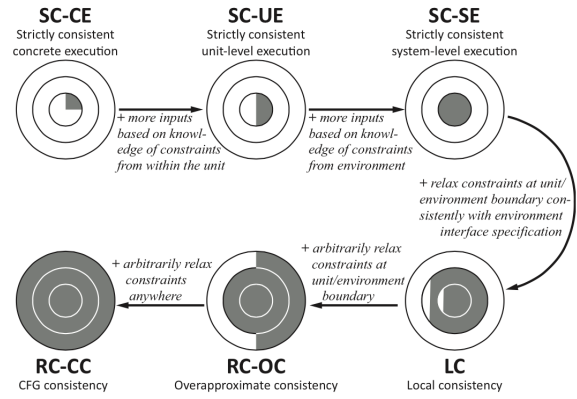 SC-CE
Strictly consistent
concrete execution
SC-UE
Strictly consistent
unit-level execution
SC-SE
Strictly consistent
system-level execution
+ more inputs
based on knowl-
edge of constraints
from within the unit
+ more inputs
based on knowl-
edge of constraints
from environment
+ relax constraints at unit/
environment boundary con-
sistently with environment
interface specification
+ arbitrarily relax
constraints at
unit/environment
boundary
+ arbitrarily relax
constraints
anywhere
RC-CC
CFG consistency
RC-OC
Overapproximate consistency
LC
Local consistency